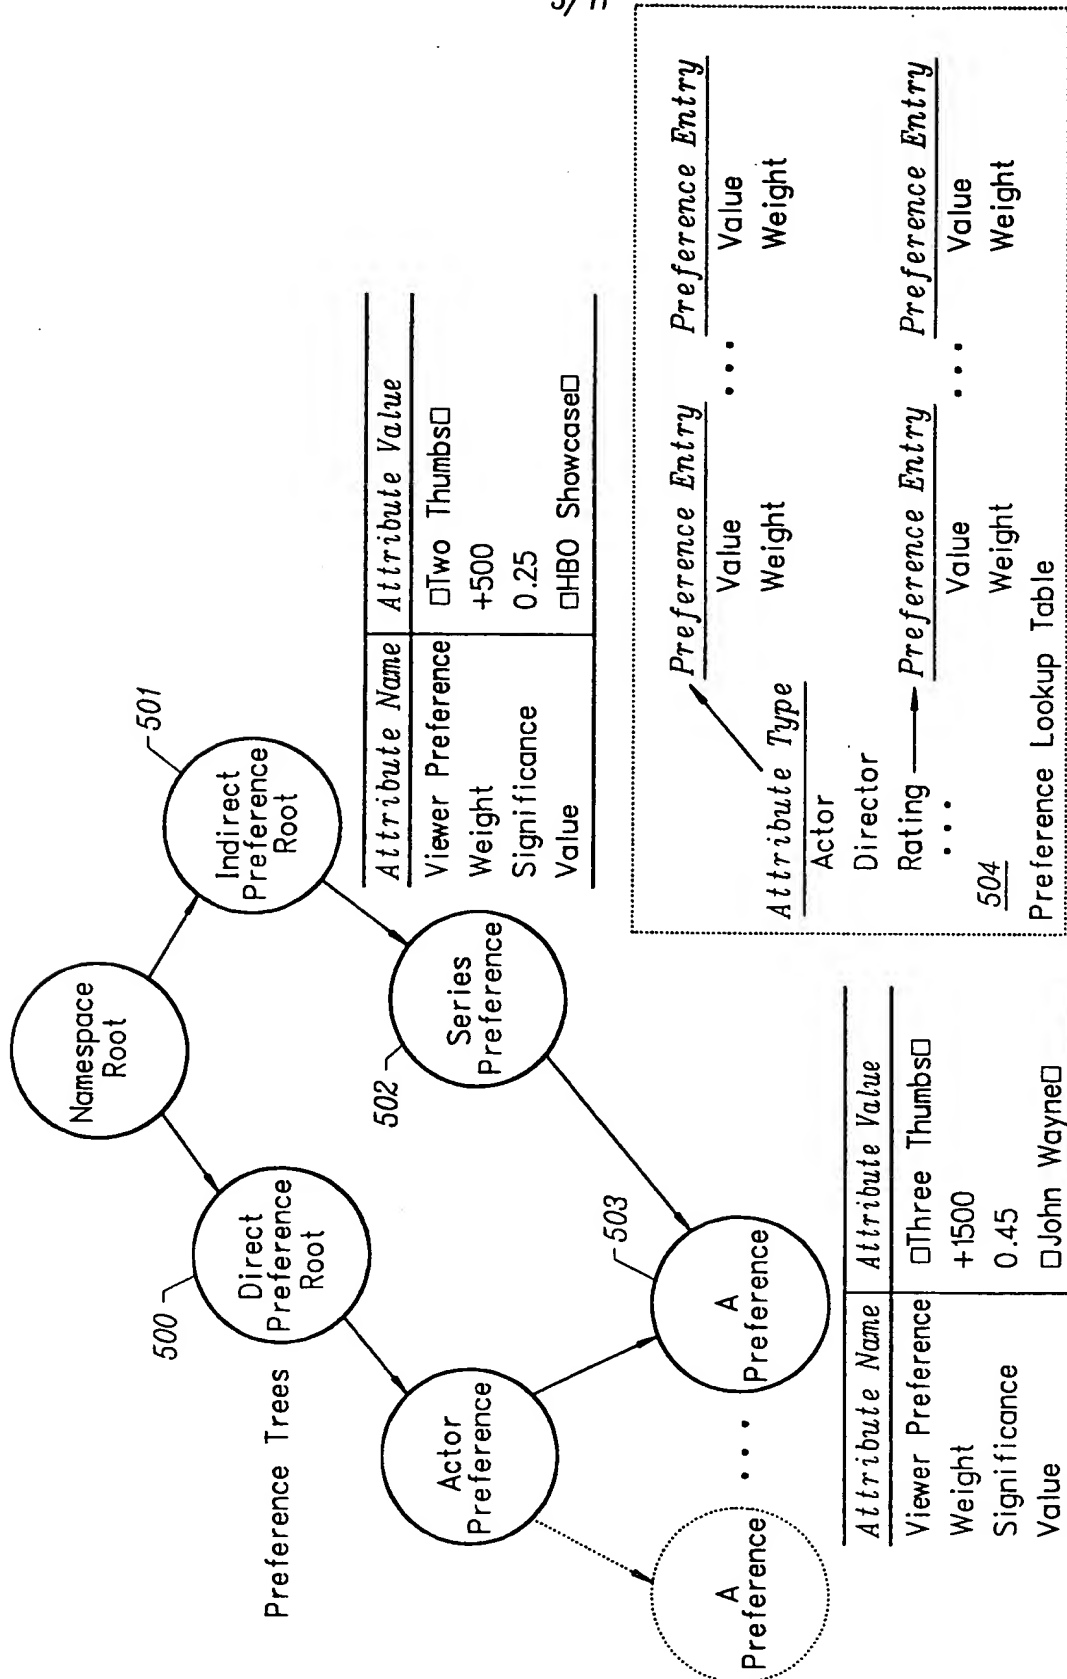 5/11
Preference Trees
Namespace
Root
500
Direct
Preference
Root
501
Indirect
Preference
Root
Actor
Preference
502
Series
Preference
A
Preference
...
503
A
Preference
Attribute Name Attribute Value
Viewer Preference □Two Thumbs□
Weight +500
Significance 0.25
Value □HBO Showcase□
Attribute Name Attribute Value
Viewer Preference □Three Thumbs□
Weight +1500
Significance 0.45
Value □John Wayne□
Attribute Type
Actor
Director
Rating
...
Preference Entry
Value
Weight
...
Preference Entry
Value
Weight
Preference Entry
Value
Weight
...
Preference Entry
Value
Weight
504
Preference Lookup Table